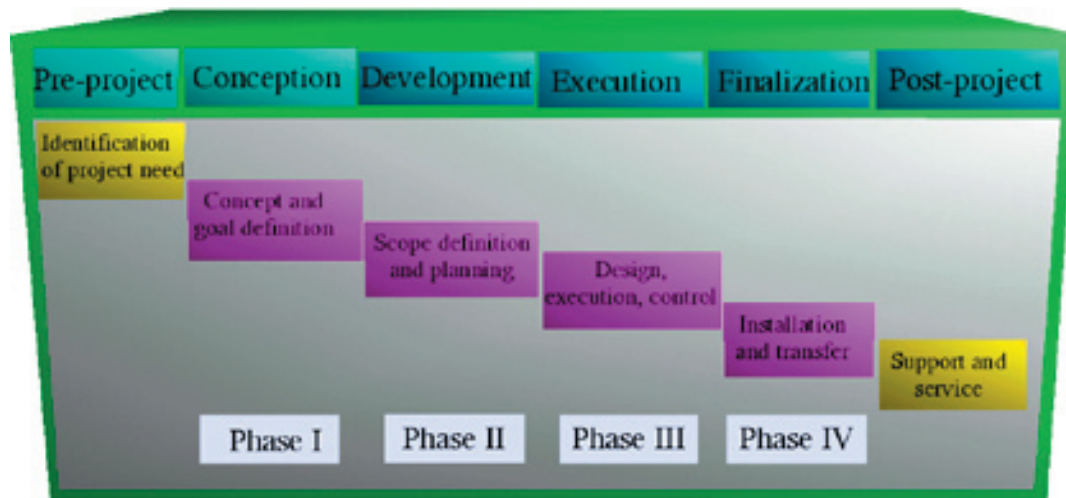 Pre-project Conception Development Execution Finalization Post-project
Identification
of project need
Concept and
goal definition
Scope definition
and planning
Design,
execution, control
Installation
and transfer
Support and
service
Phase I Phase II Phase III Phase IV